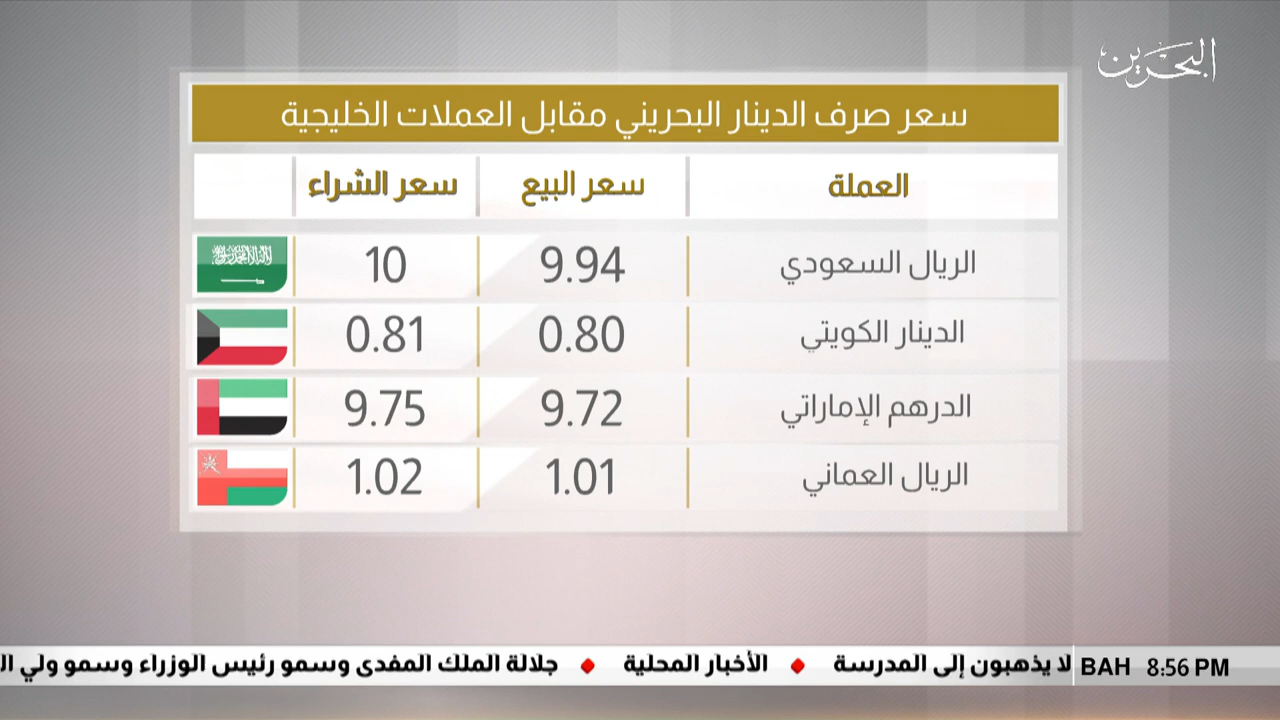 البحرين
سعر صرف الدينار البحريني مقابل العملات الخليجية
العملة سعر البيع سعر الشراء
الريال السعودي 9.94 10
الدينار الكويتي 0.80 0.81
الدرهم الإماراتي 9.72 9.75
الريال العماني 1.01 1.02
BAH 8:56 PM
لا يذهبون إلى المدرسة ♦ الأخبار المحلية ♦ جلالة الملك المفدى وسمو رئيس الوزراء وسمو ولي